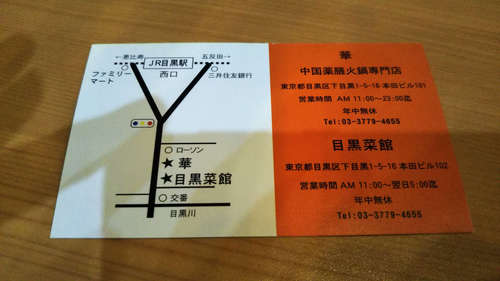 ←恵比寿
五反田→
JR目黒駅
ファミリー
マート
西口
三井住友銀行
ローソン
★ 華
★ 目黒菜館
交番
目黒川
華
中国薬膳火鍋専門店
東京都目黒区下目黒1-5-16 本田ビル101
営業時間 AM 11:00～23:00迄
年中無休
Tel:03-3779-4655
目黒菜館
東京都目黒区下目黒1-5-16 本田ビル102
営業時間 AM 11:00～翌日5:00迄
年中無休
Tel:03-3779-4655